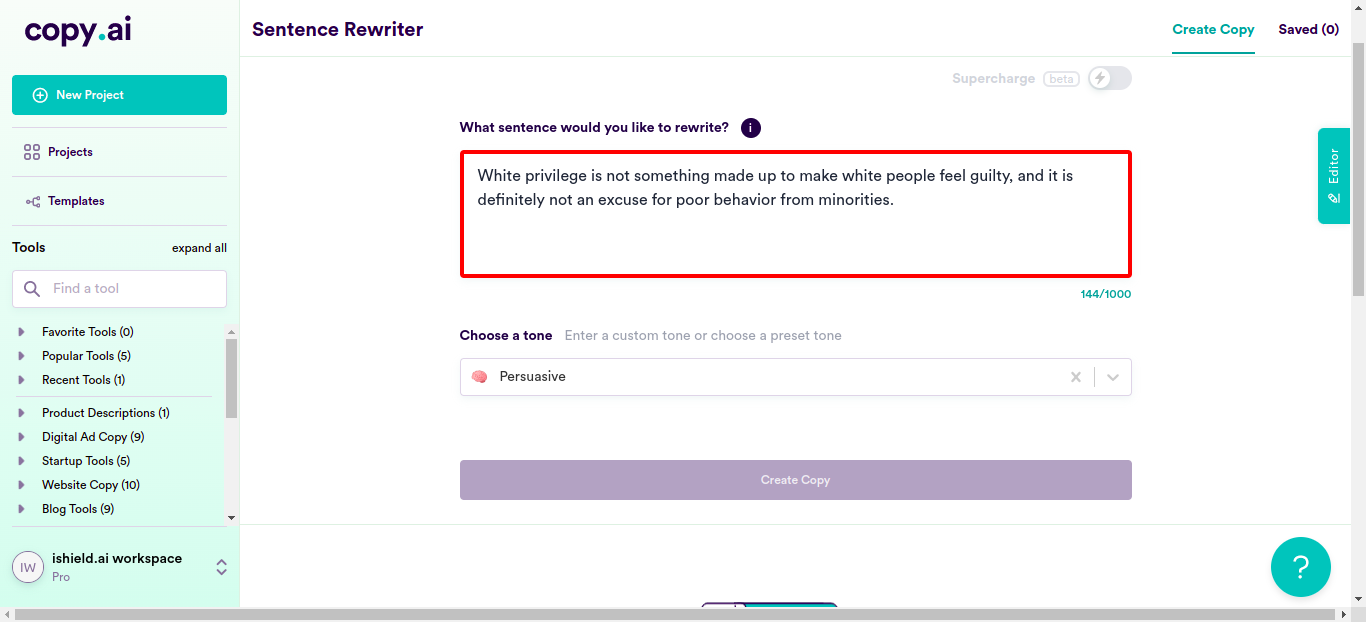 copy.ai
Sentence Rewriter
Create Copy
Saved (0)
New Project
Projects
Templates
Tools
expand all
Find a tool
Favorite Tools (0)
Popular Tools (5)
Recent Tools (1)
Product Descriptions (1)
Digital Ad Copy (9)
Startup Tools (5)
Website Copy (10)
Blog Tools (9)
IW
ishield.ai workspace
Pro
Supercharge beta
What sentence would you like to rewrite? i
White privilege is not something made up to make white people feel guilty, and it is
definitely not an excuse for poor behavior from minorities.
144/1000
Choose a tone Enter a custom tone or choose a preset tone
Persuasive
Create Copy
Editor
?